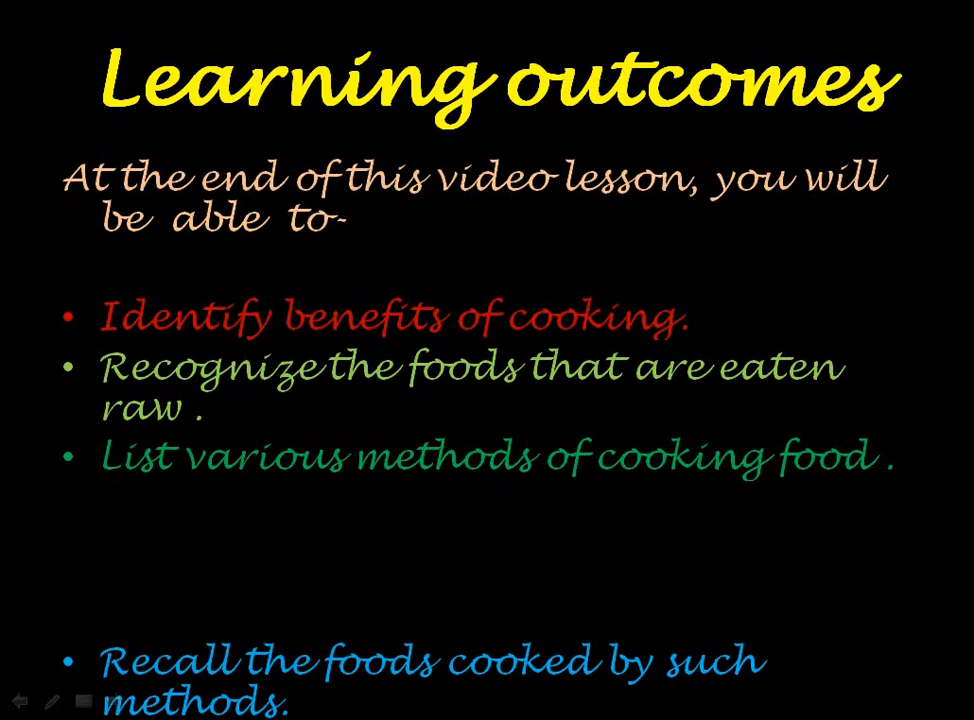 Learning outcomes
At the end of this video lesson, you will
be able to-
• Identify benefits of cooking.
• Recognize the foods that are eaten
raw .
• List various methods of cooking food .
• Recall the foods cooked by such
methods.